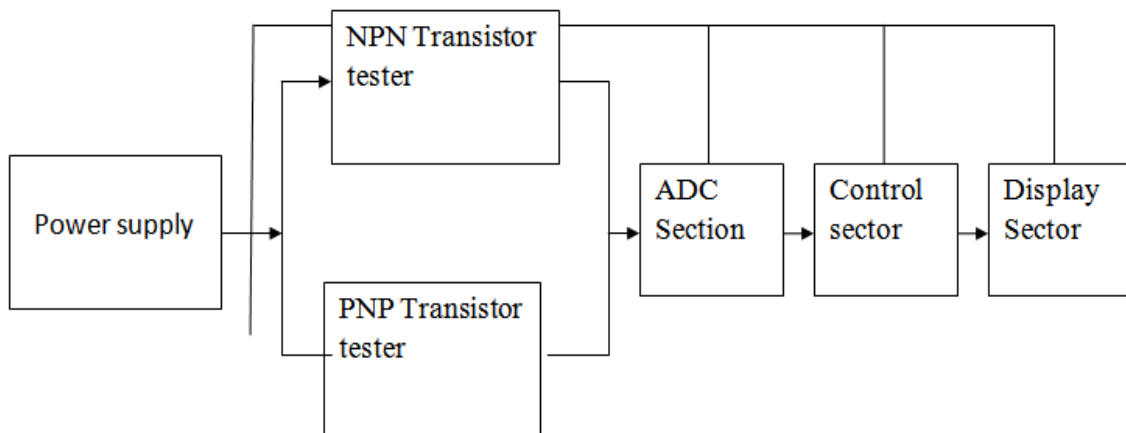 NPN Transistor
tester
Power supply
PNP Transistor
tester
ADC
Section
Control
sector
Display
Sector